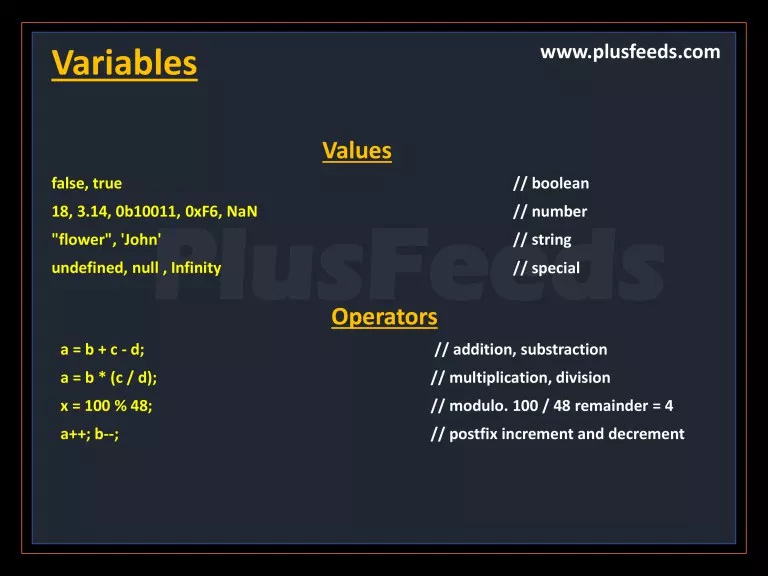 Variables
www.plusfeeds.com
Values
false, true // boolean
18, 3.14, 0b10011, 0xF6, NaN // number
"flower", 'John' // string
undefined, null , Infinity // special
PlusFeeds
Operators
a = b + c - d; // addition, substraction
a = b * (c / d); // multiplication, division
x = 100 % 48; // modulo. 100 / 48 remainder = 4
a++; b--; // postfix increment and decrement